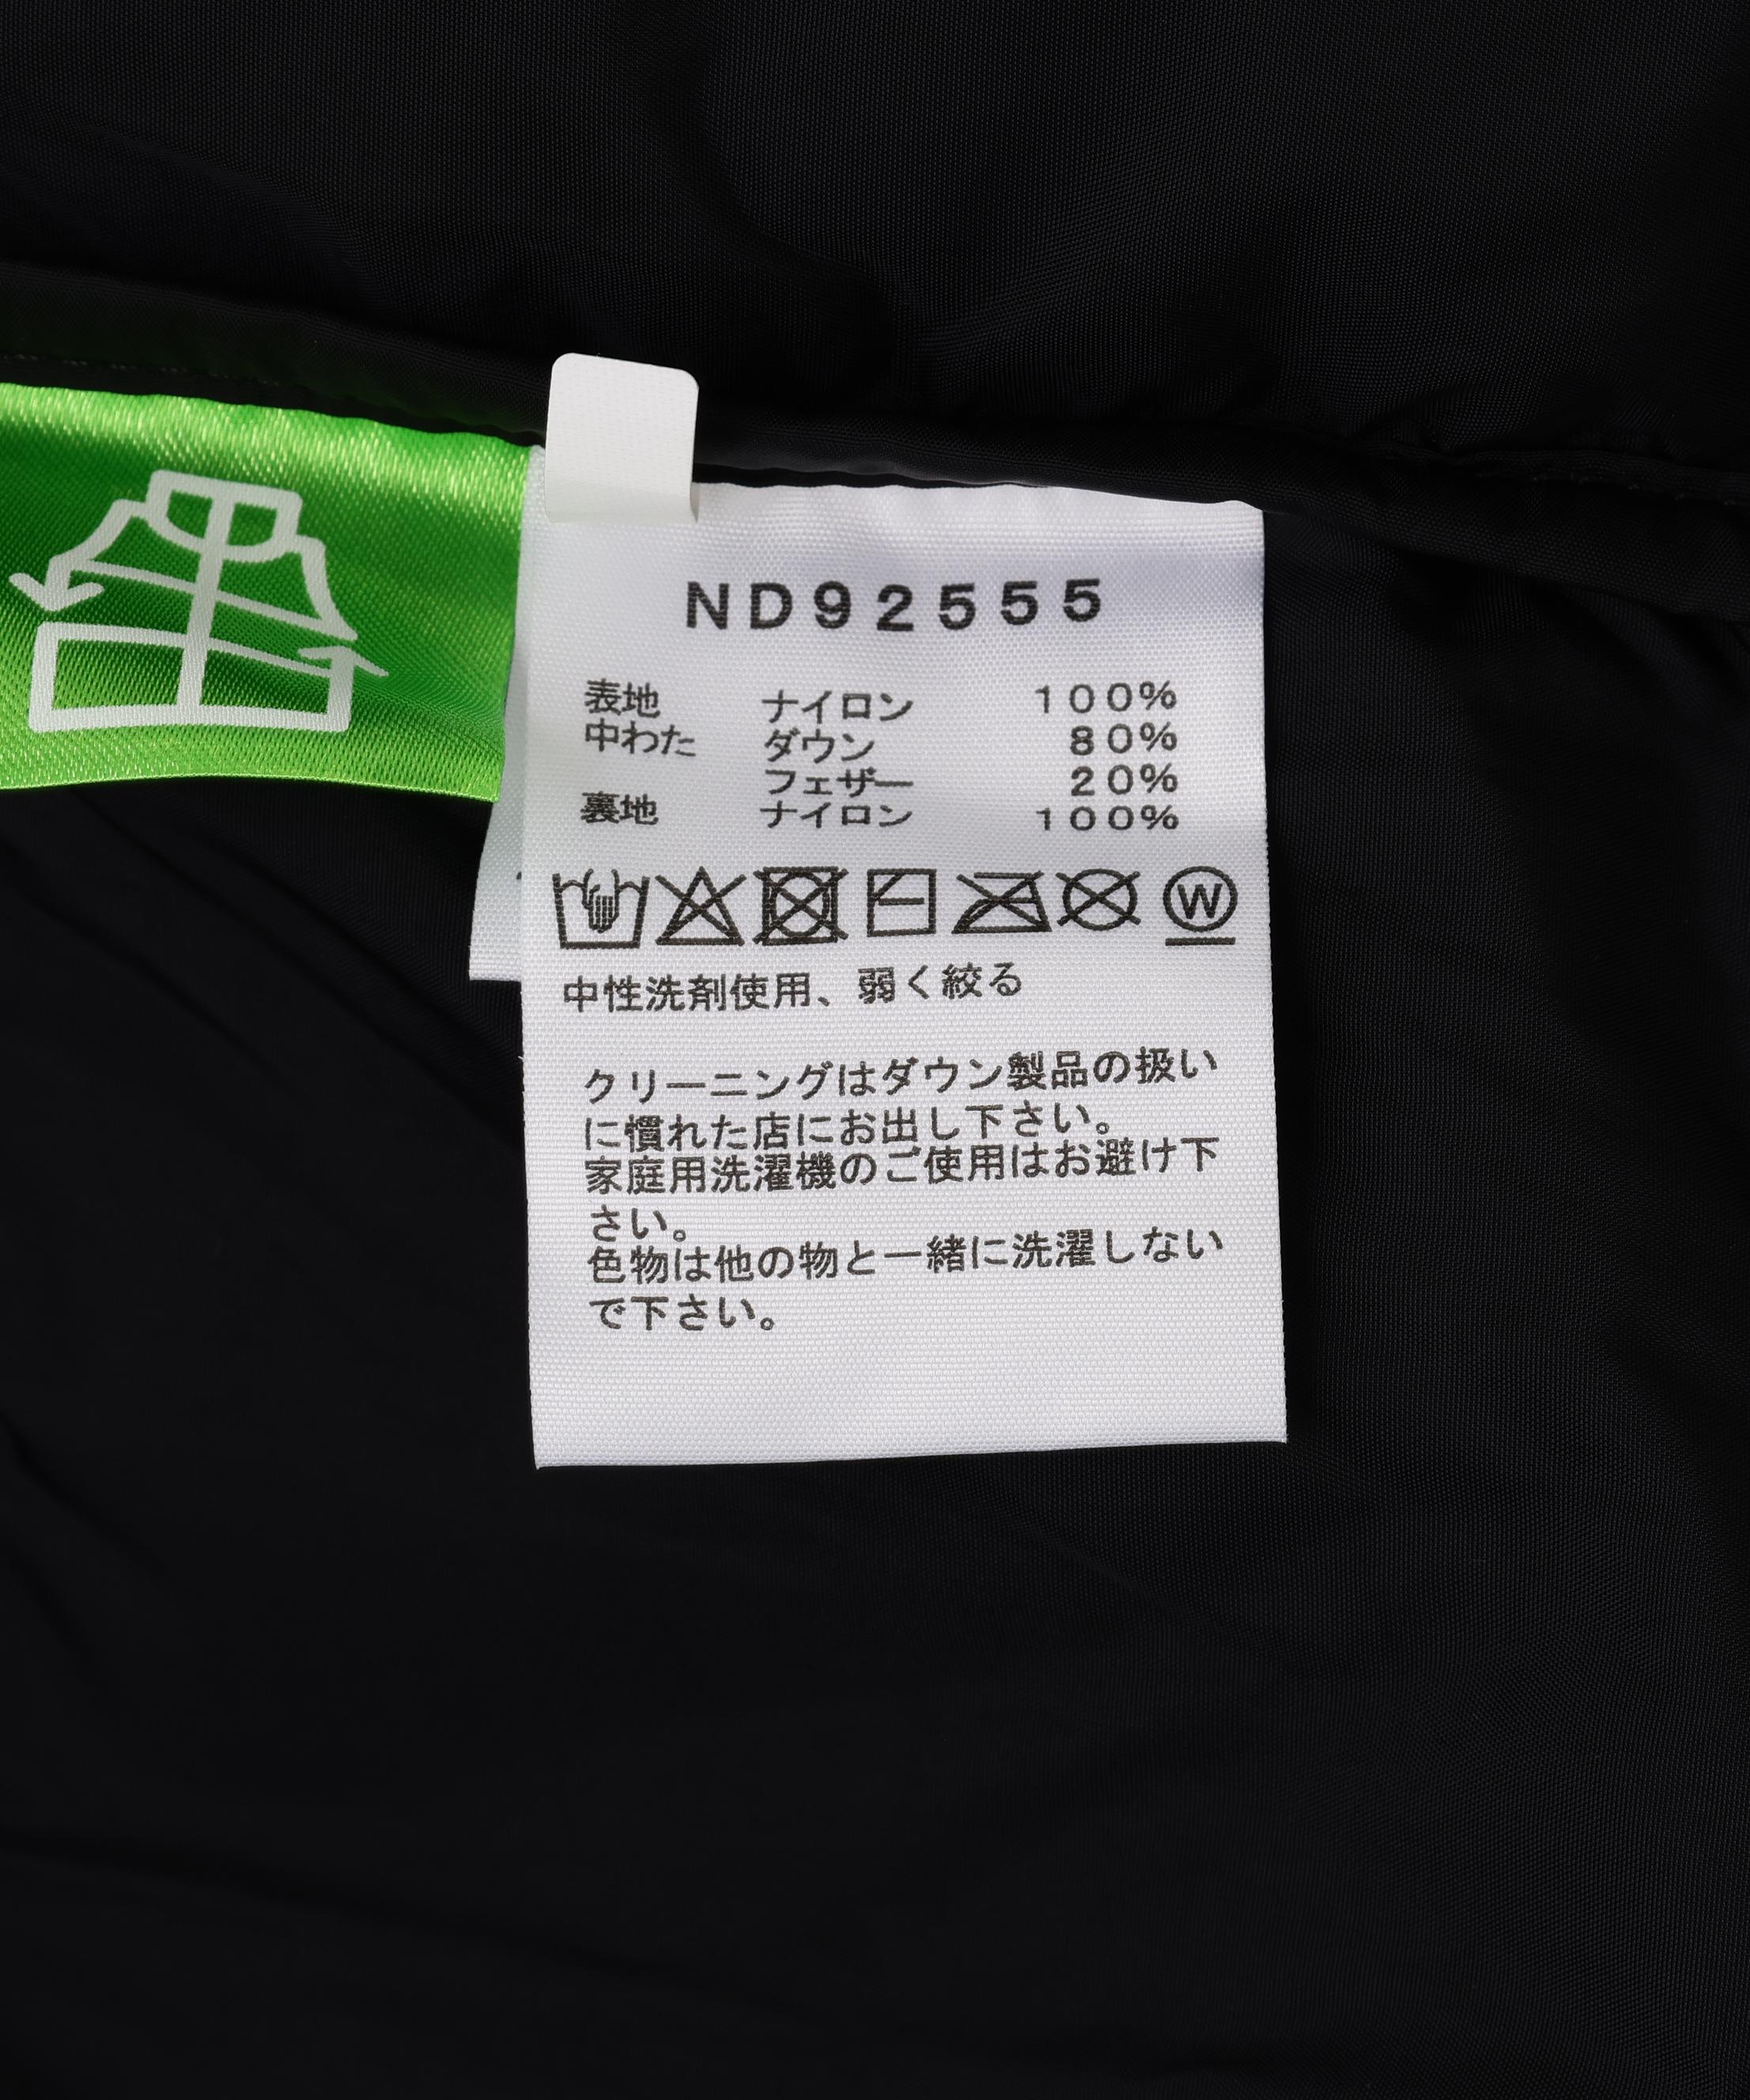 ND92555
表地 ナイロン 100%
中わた ダウン 80%
フェザー 20%
裏地 ナイロン 100%
W
中性洗剤使用、弱く絞る
クリーニングはダウン製品の扱い
に慣れた店にお出し下さい。
家庭用洗濯機のご使用はお避け下
さい。
色物は他の物と一緒に洗濯しない
で下さい。